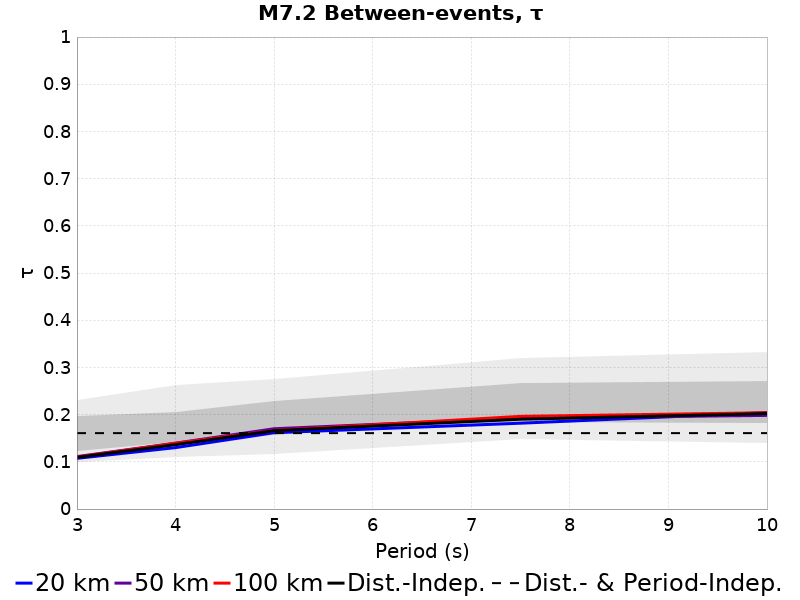 M7.2 Between-events, τ
1
0.9
0.8
0.7
0.6
0.5
0.4
0.3
0.2
0.1
0
τ
3 4 5 6 7 8 9 10
Period (s)
20 km 50 km 100 km Dist.-Indep. Dist.- & Period-Indep.